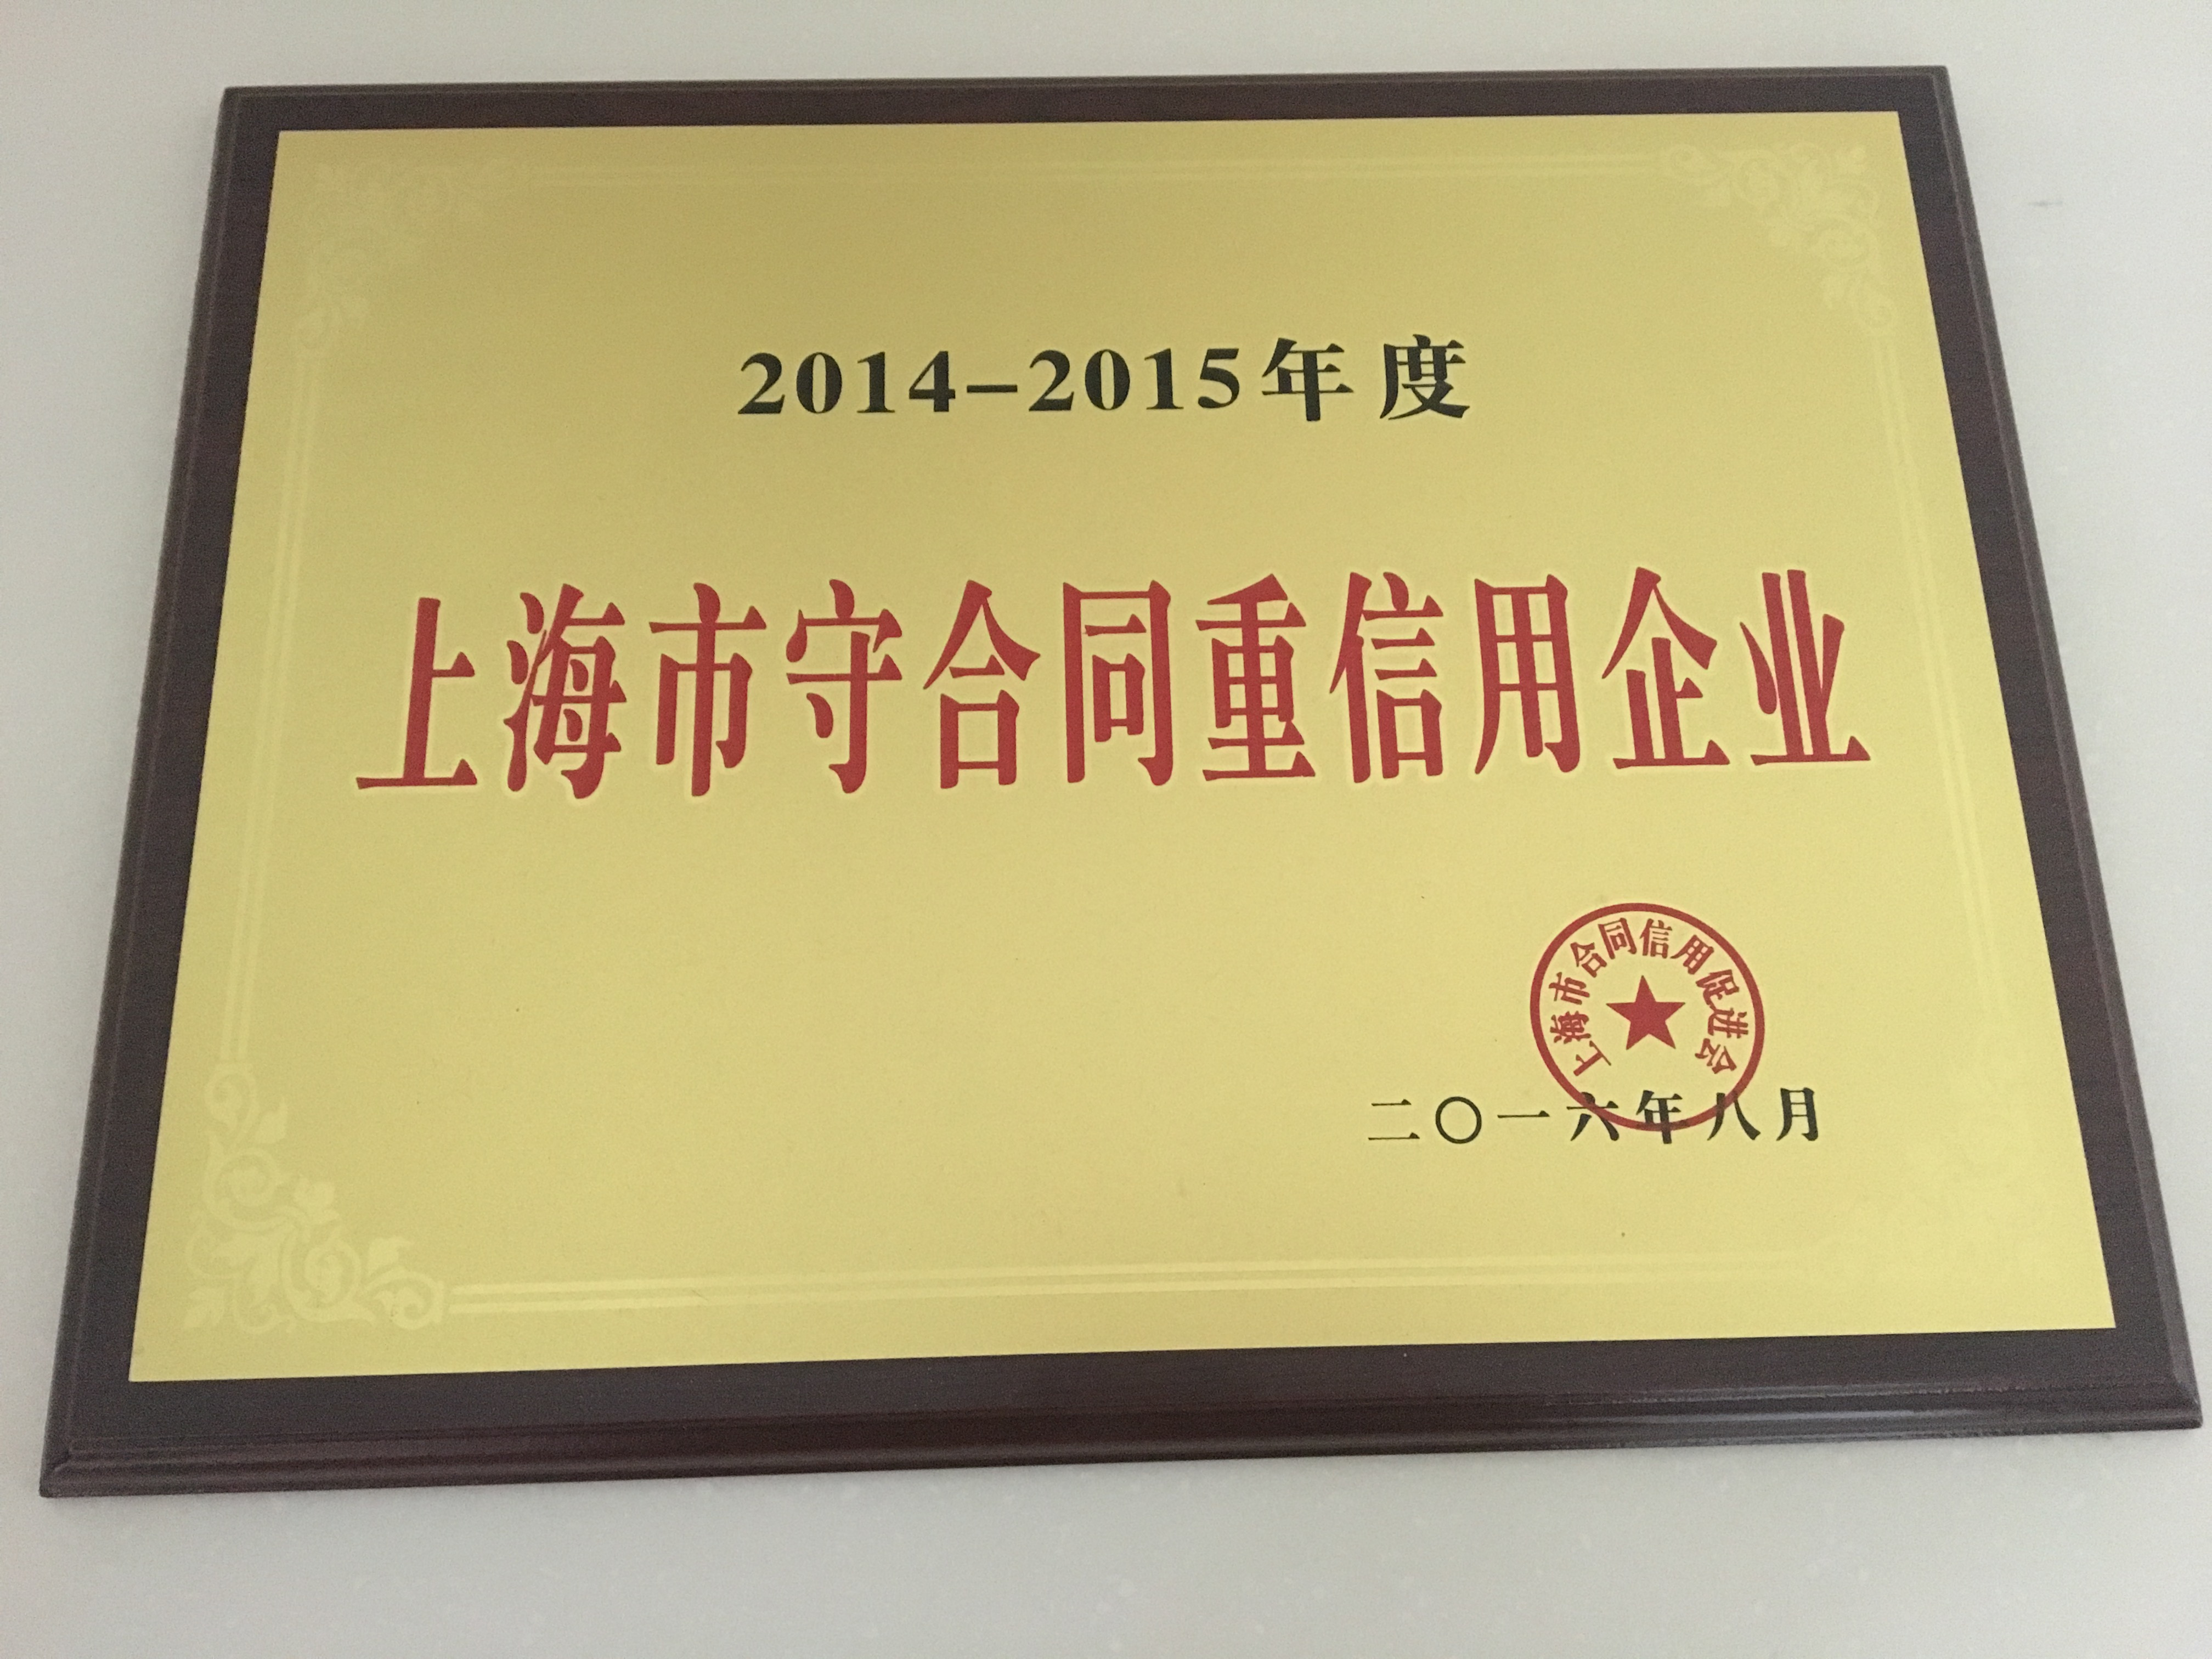 2014-2015年度
上海市守合同重信用企业
上海市合同信用促进会
二〇一六年八月